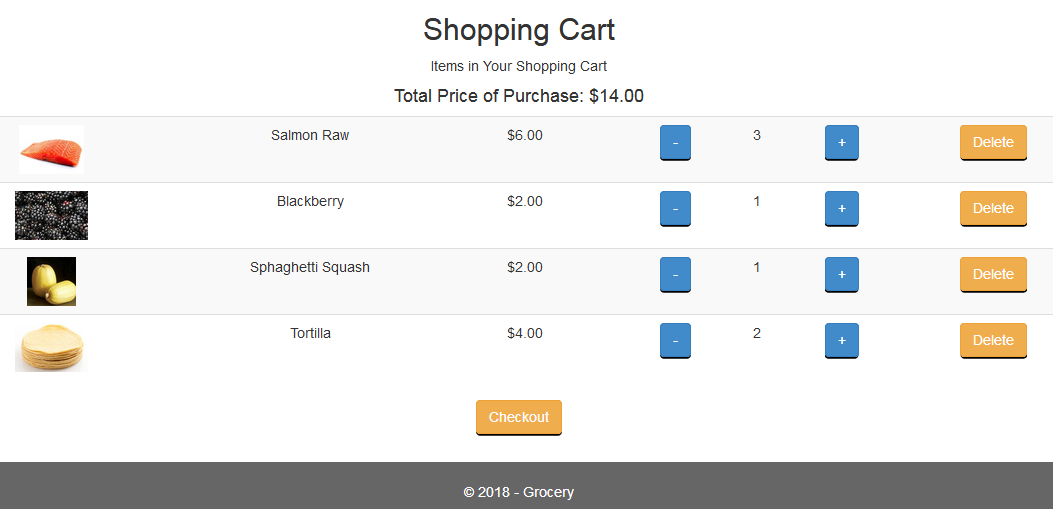 Shopping Cart
Items in Your Shopping Cart
Total Price of Purchase: $14.00
Salmon Raw $6.00 - 3 + Delete
Blackberry $2.00 - 1 + Delete
Sphaghetti Squash $2.00 - 1 + Delete
Tortilla $4.00 - 2 + Delete
Checkout
© 2018 - Grocery